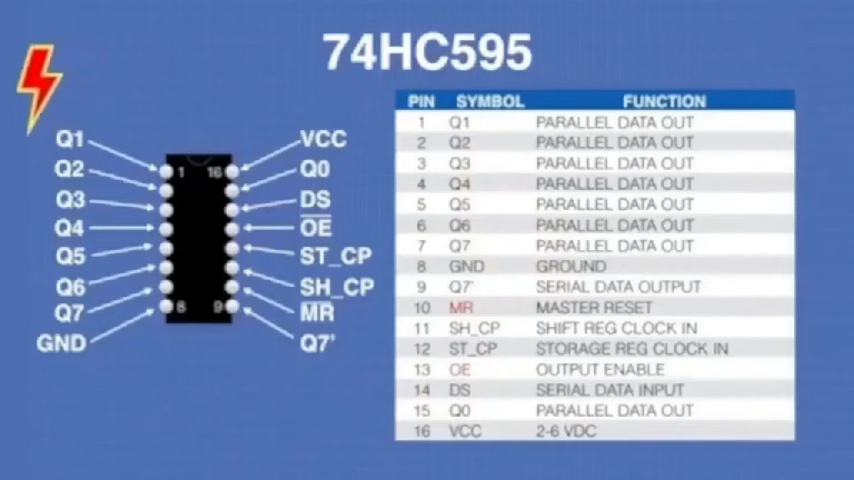 74HC595
Q1
Q2
Q3
Q4
Q5
Q6
Q7
GND
1 16
8 9
VCC
Q0
DS
OE
ST_CP
SH_CP
MR
Q7'
PIN SYMBOL FUNCTION
1 Q1 PARALLEL DATA OUT
2 Q2 PARALLEL DATA OUT
3 Q3 PARALLEL DATA OUT
4 Q4 PARALLEL DATA OUT
5 Q5 PARALLEL DATA OUT
6 Q6 PARALLEL DATA OUT
7 Q7 PARALLEL DATA OUT
8 GND GROUND
9 Q7' SERIAL DATA OUTPUT
10 MR MASTER RESET
11 SH_CP SHIFT REG CLOCK IN
12 ST_CP STORAGE REG CLOCK IN
13 OE OUTPUT ENABLE
14 DS SERIAL DATA INPUT
15 Q0 PARALLEL DATA OUT
16 VCC 2-6 VDC